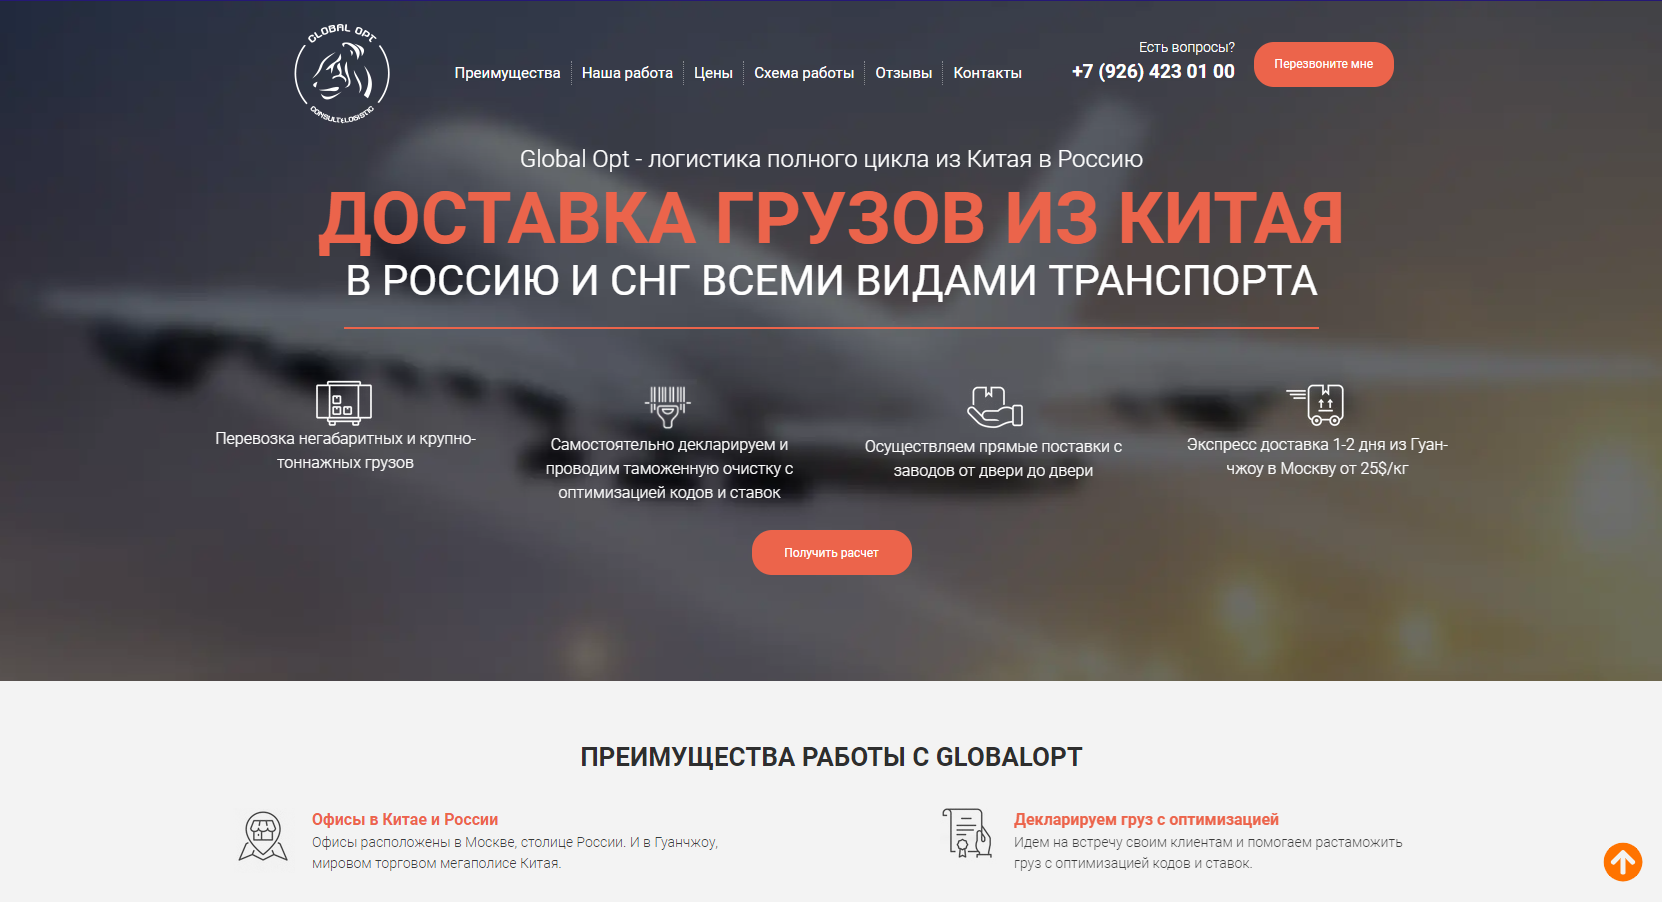 GLOBAL OPT
CONSULT&LOGISTIC
Преимущества
Наша работа
Цены
Схема работы
Отзывы
Контакты
Есть вопросы?
+7 (926) 423 01 00
Перезвоните мне
Global Opt - логистика полного цикла из Китая в Россию
ДОСТАВКА ГРУЗОВ ИЗ КИТАЯ
В РОССИЮ И СНГ ВСЕМИ ВИДАМИ ТРАНСПОРТА
Перевозка негабаритных и крупно-
тоннажных грузов
Самостоятельно декларируем и
проводим таможенную очистку с
оптимизацией кодов и ставок
Осуществляем прямые поставки с
заводов от двери до двери
Экспресс доставка 1-2 дня из Гуан-
чжоу в Москву от 25$/кг
Получить расчет
ПРЕИМУЩЕСТВА РАБОТЫ С GLOBALOPT
Офисы в Китае и России
Офисы расположены в Москве, столице России. И в Гуанчжоу,
мировом торговом мегаполисе Китая.
Декларируем груз с оптимизацией
Идем на встречу своим клиентам и помогаем растаможить
груз с оптимизацией кодов и ставок.